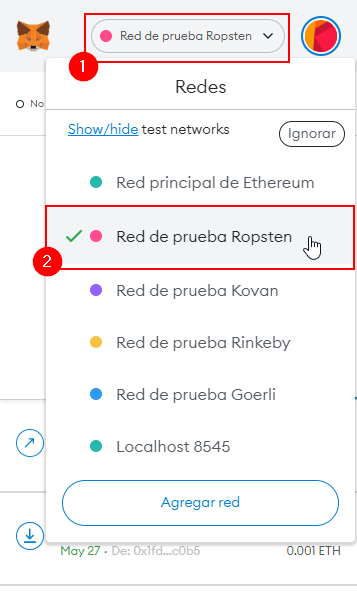 Red de prueba Ropsten
1
No
Redes
Show/hide test networks
Ignorar
Red principal de Ethereum
2
Red de prueba Ropsten
Red de prueba Kovan
Red de prueba Rinkeby
Red de prueba Goerli
Localhost 8545
Agregar red
May 27 · De: 0x1fd...c0b5
0.001 ETH